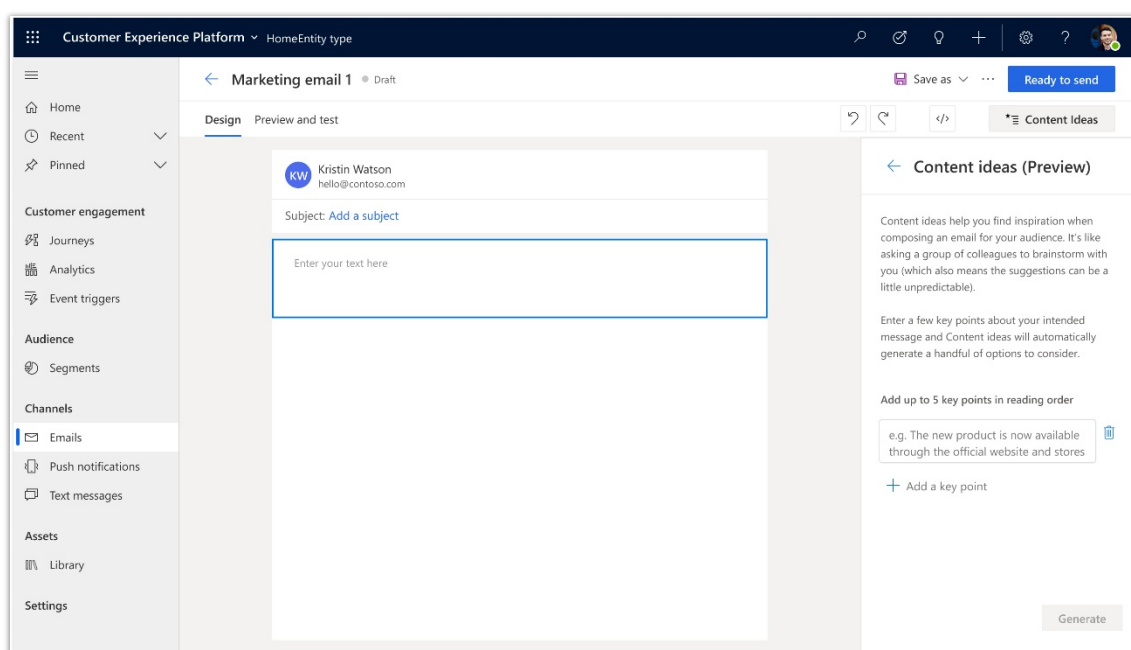 Customer Experience Platform HomeEntity type
Marketing email 1 Draft Save as Ready to send
Home
Recent
Pinned
Customer engagement
Journeys
Analytics
Event triggers
Audience
Segments
Channels
Emails
Push notifications
Text messages
Assets
Library
Settings
Design Preview and test </> Content Ideas
KW
Kristin Watson
hello@contoso.com
Subject: Add a subject
Enter your text here
Content ideas (Preview)
Content ideas help you find inspiration when
composing an email for your audience. It's like
asking a group of colleagues to brainstorm with
you (which also means the suggestions can be a
little unpredictable).
Enter a few key points about your intended
message and Content ideas will automatically
generate a handful of options to consider.
Add up to 5 key points in reading order
e.g. The new product is now available
through the official website and stores
Add a key point
Generate